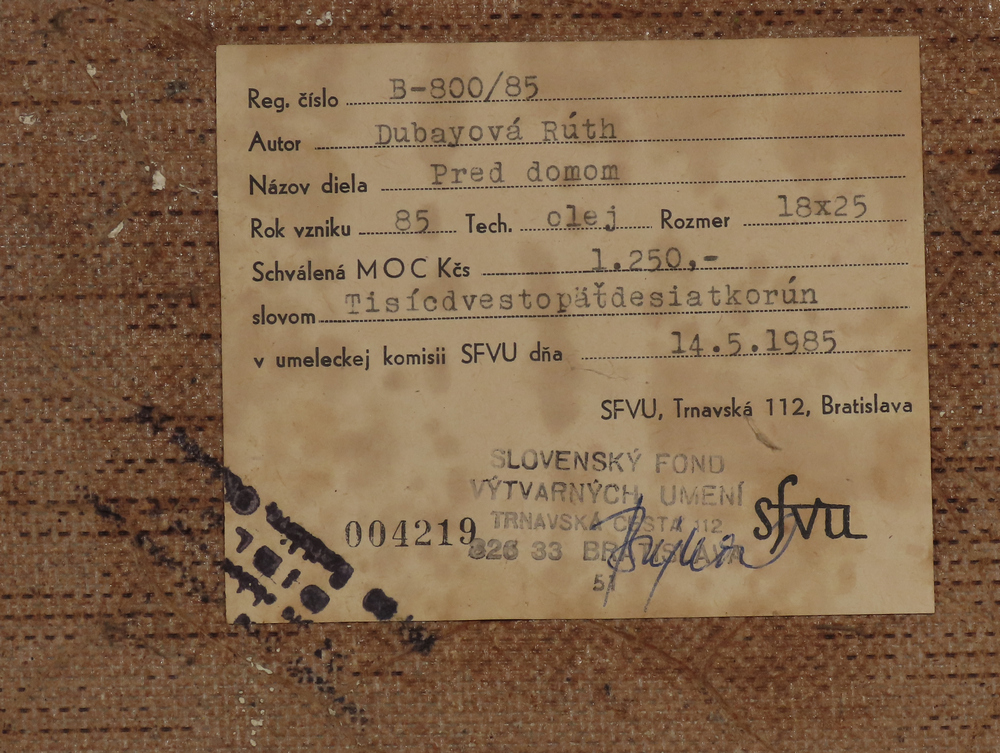 Reg. číslo B-800/85
Autor Dubayová Rúth
Názov diela Pred domom
Rok vzniku 85 Tech. olej Rozmer 18x25
Schválená MOC Kčs 1.250,-
slovom Tisícdvestopäťdesiatkorún
v umeleckej komisii SFVU dňa 14.5.1985
SFVU, Trnavská 112, Bratislava
SLOVENSKÝ FOND
VÝTVARNÝCH UMENÍ
TRNAVSKÁ CESTA 112
826 33 BRATISLAVA
51
004219
sfvu